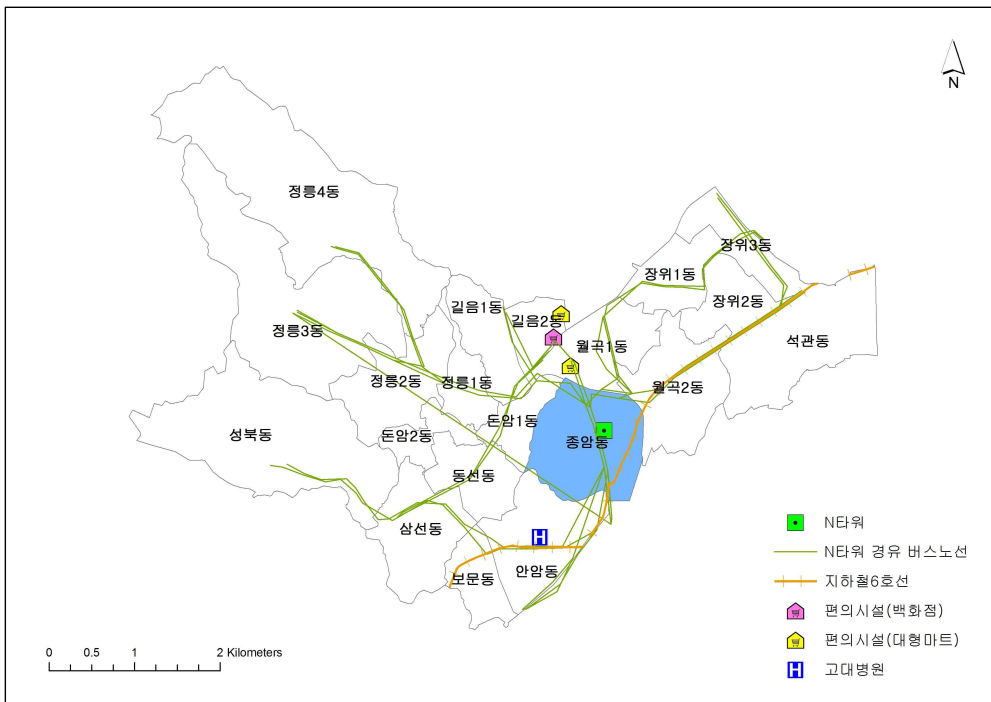 N
정릉4동
장위3동
장위1동
장위2동
길음1동
길음2동
정릉3동
월곡1동
석관동
정릉2동
정릉1동
월곡2동
돈암1동
성북동
돈암2동
종암동
동선동
삼선동
안암동
보문동
N타워
N타워 경유 버스노선
지하철6호선
편의시설(백화점)
편의시설(대형마트)
H 고대병원
H
0 0.5 1 2 Kilometers